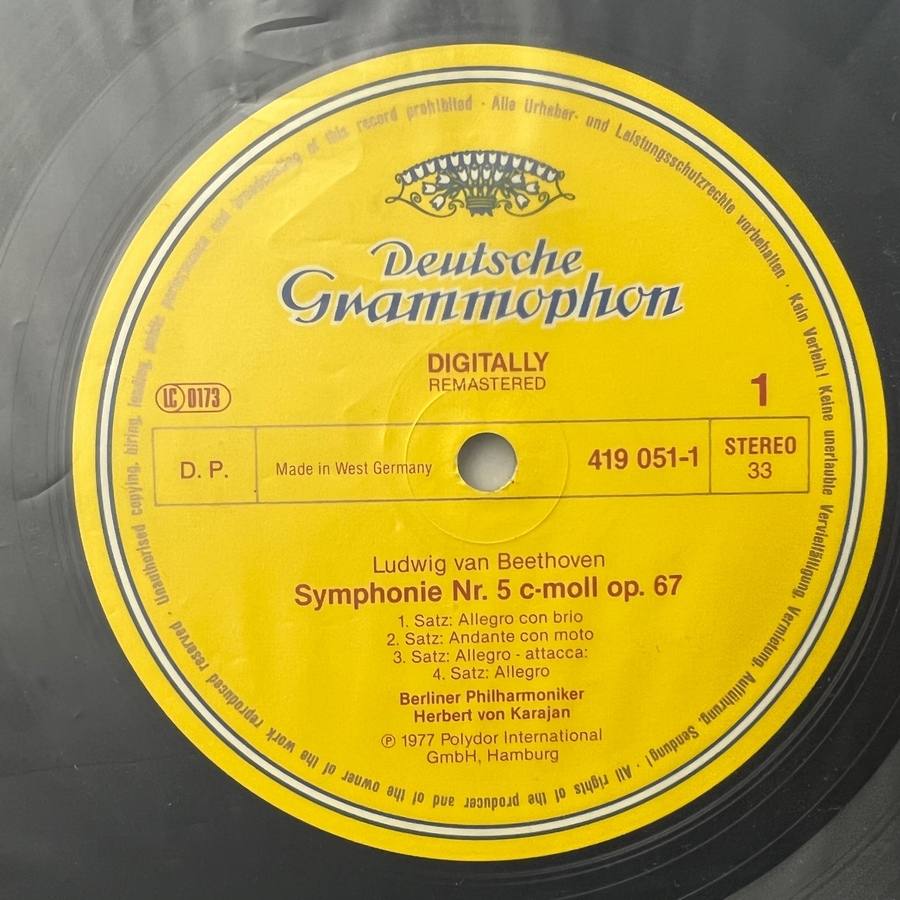 Deutsche
Grammophon
DIGITALLY
REMASTERED
LC 0173
1
D. P.
Made in West Germany
419 051-1
STEREO
33
Ludwig van Beethoven
Symphonie Nr. 5 c-moll op. 67
1. Satz: Allegro con brio
2. Satz: Andante con moto
3. Satz: Allegro - attacca:
4. Satz: Allegro
Berliner Philharmoniker
Herbert von Karajan
℗ 1977 Polydor International
GmbH, Hamburg
Alle Urheber- und Leistungsschutzrechte vorbehalten · Kein Verleih! Keine unerlaubte Vervielfältigung, Vermietung, Aufführung, Sendung! · All rights of the producer and of the owner of the work reproduced reserved · Unauthorised copying, hiring, lending, public performance and broadcasting of this record prohibited ·